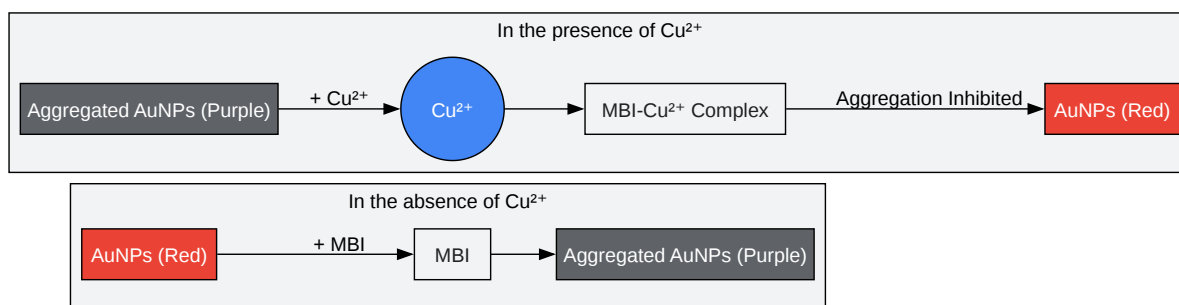 In the presence of Cu²⁺
Aggregated AuNPs (Purple)
+ Cu²⁺
Cu²⁺
MBI-Cu²⁺ Complex
Aggregation Inhibited
AuNPs (Red)
In the absence of Cu²⁺
AuNPs (Red)
+ MBI
MBI
Aggregated AuNPs (Purple)